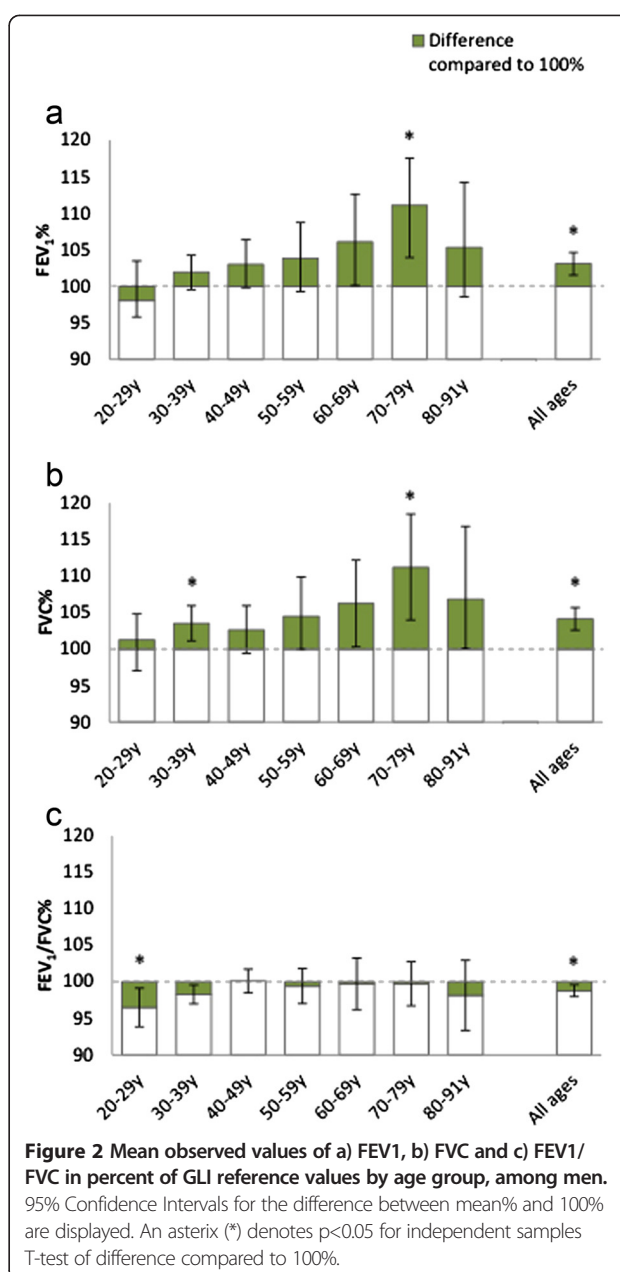 Difference
compared to 100%
a
*
120
115
*
110
FEV₁%
105
100
95
90
20-29y 30-39y 40-49y 50-59y 60-69y 70-79y 80-91y All ages
b
*
120
115
*
*
110
FVC%
105
100
95
90
20-29y 30-39y 40-49y 50-59y 60-69y 70-79y 80-91y All ages
c
120
115
110
FEV₁/FVC%
105
*
*
100
95
90
20-29y 30-39y 40-49y 50-59y 60-69y 70-79y 80-91y All ages
Figure 2 Mean observed values of a) FEV1, b) FVC and c) FEV1/
FVC in percent of GLI reference values by age group, among men.
95% Confidence Intervals for the difference between mean% and 100%
are displayed. An asterix (*) denotes p<0.05 for independent samples
T-test of difference compared to 100%.